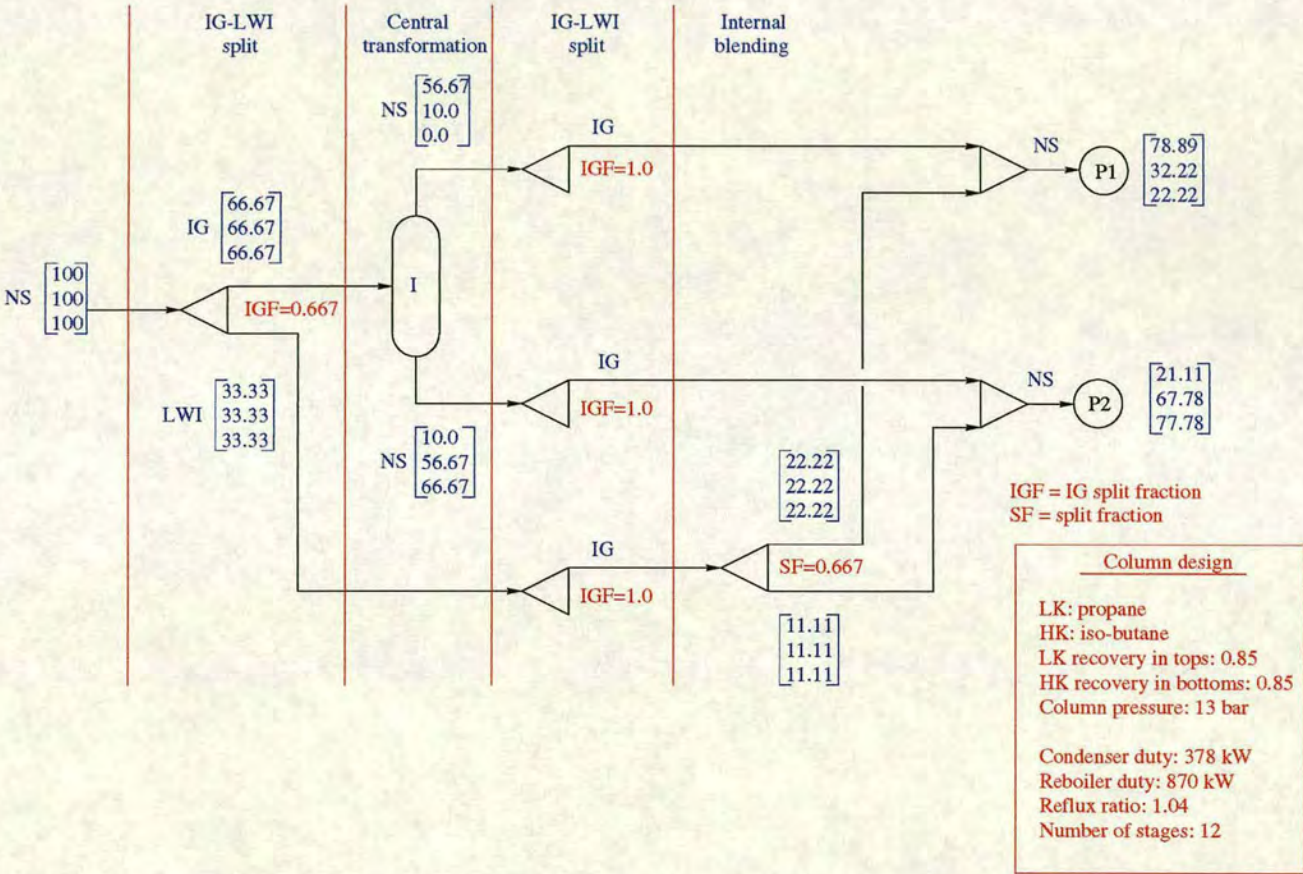 IG-LWI
split
Central
transformation
IG-LWI
split
Internal
blending
NS
56.67
10.0
0.0
IG
IGF=1.0
NS
P1
78.89
32.22
22.22
IG
66.67
66.67
66.67
NS
100
100
100
IGF=0.667
I
LWI
33.33
33.33
33.33
IG
IGF=1.0
NS
P2
21.11
67.78
77.78
NS
10.0
56.67
66.67
22.22
22.22
22.22
IGF = IG split fraction
SF = split fraction
IG
IGF=1.0
SF=0.667
11.11
11.11
11.11
Column design
LK: propane
HK: iso-butane
LK recovery in tops: 0.85
HK recovery in bottoms: 0.85
Column pressure: 13 bar
Condenser duty: 378 kW
Reboiler duty: 870 kW
Reflux ratio: 1.04
Number of stages: 12